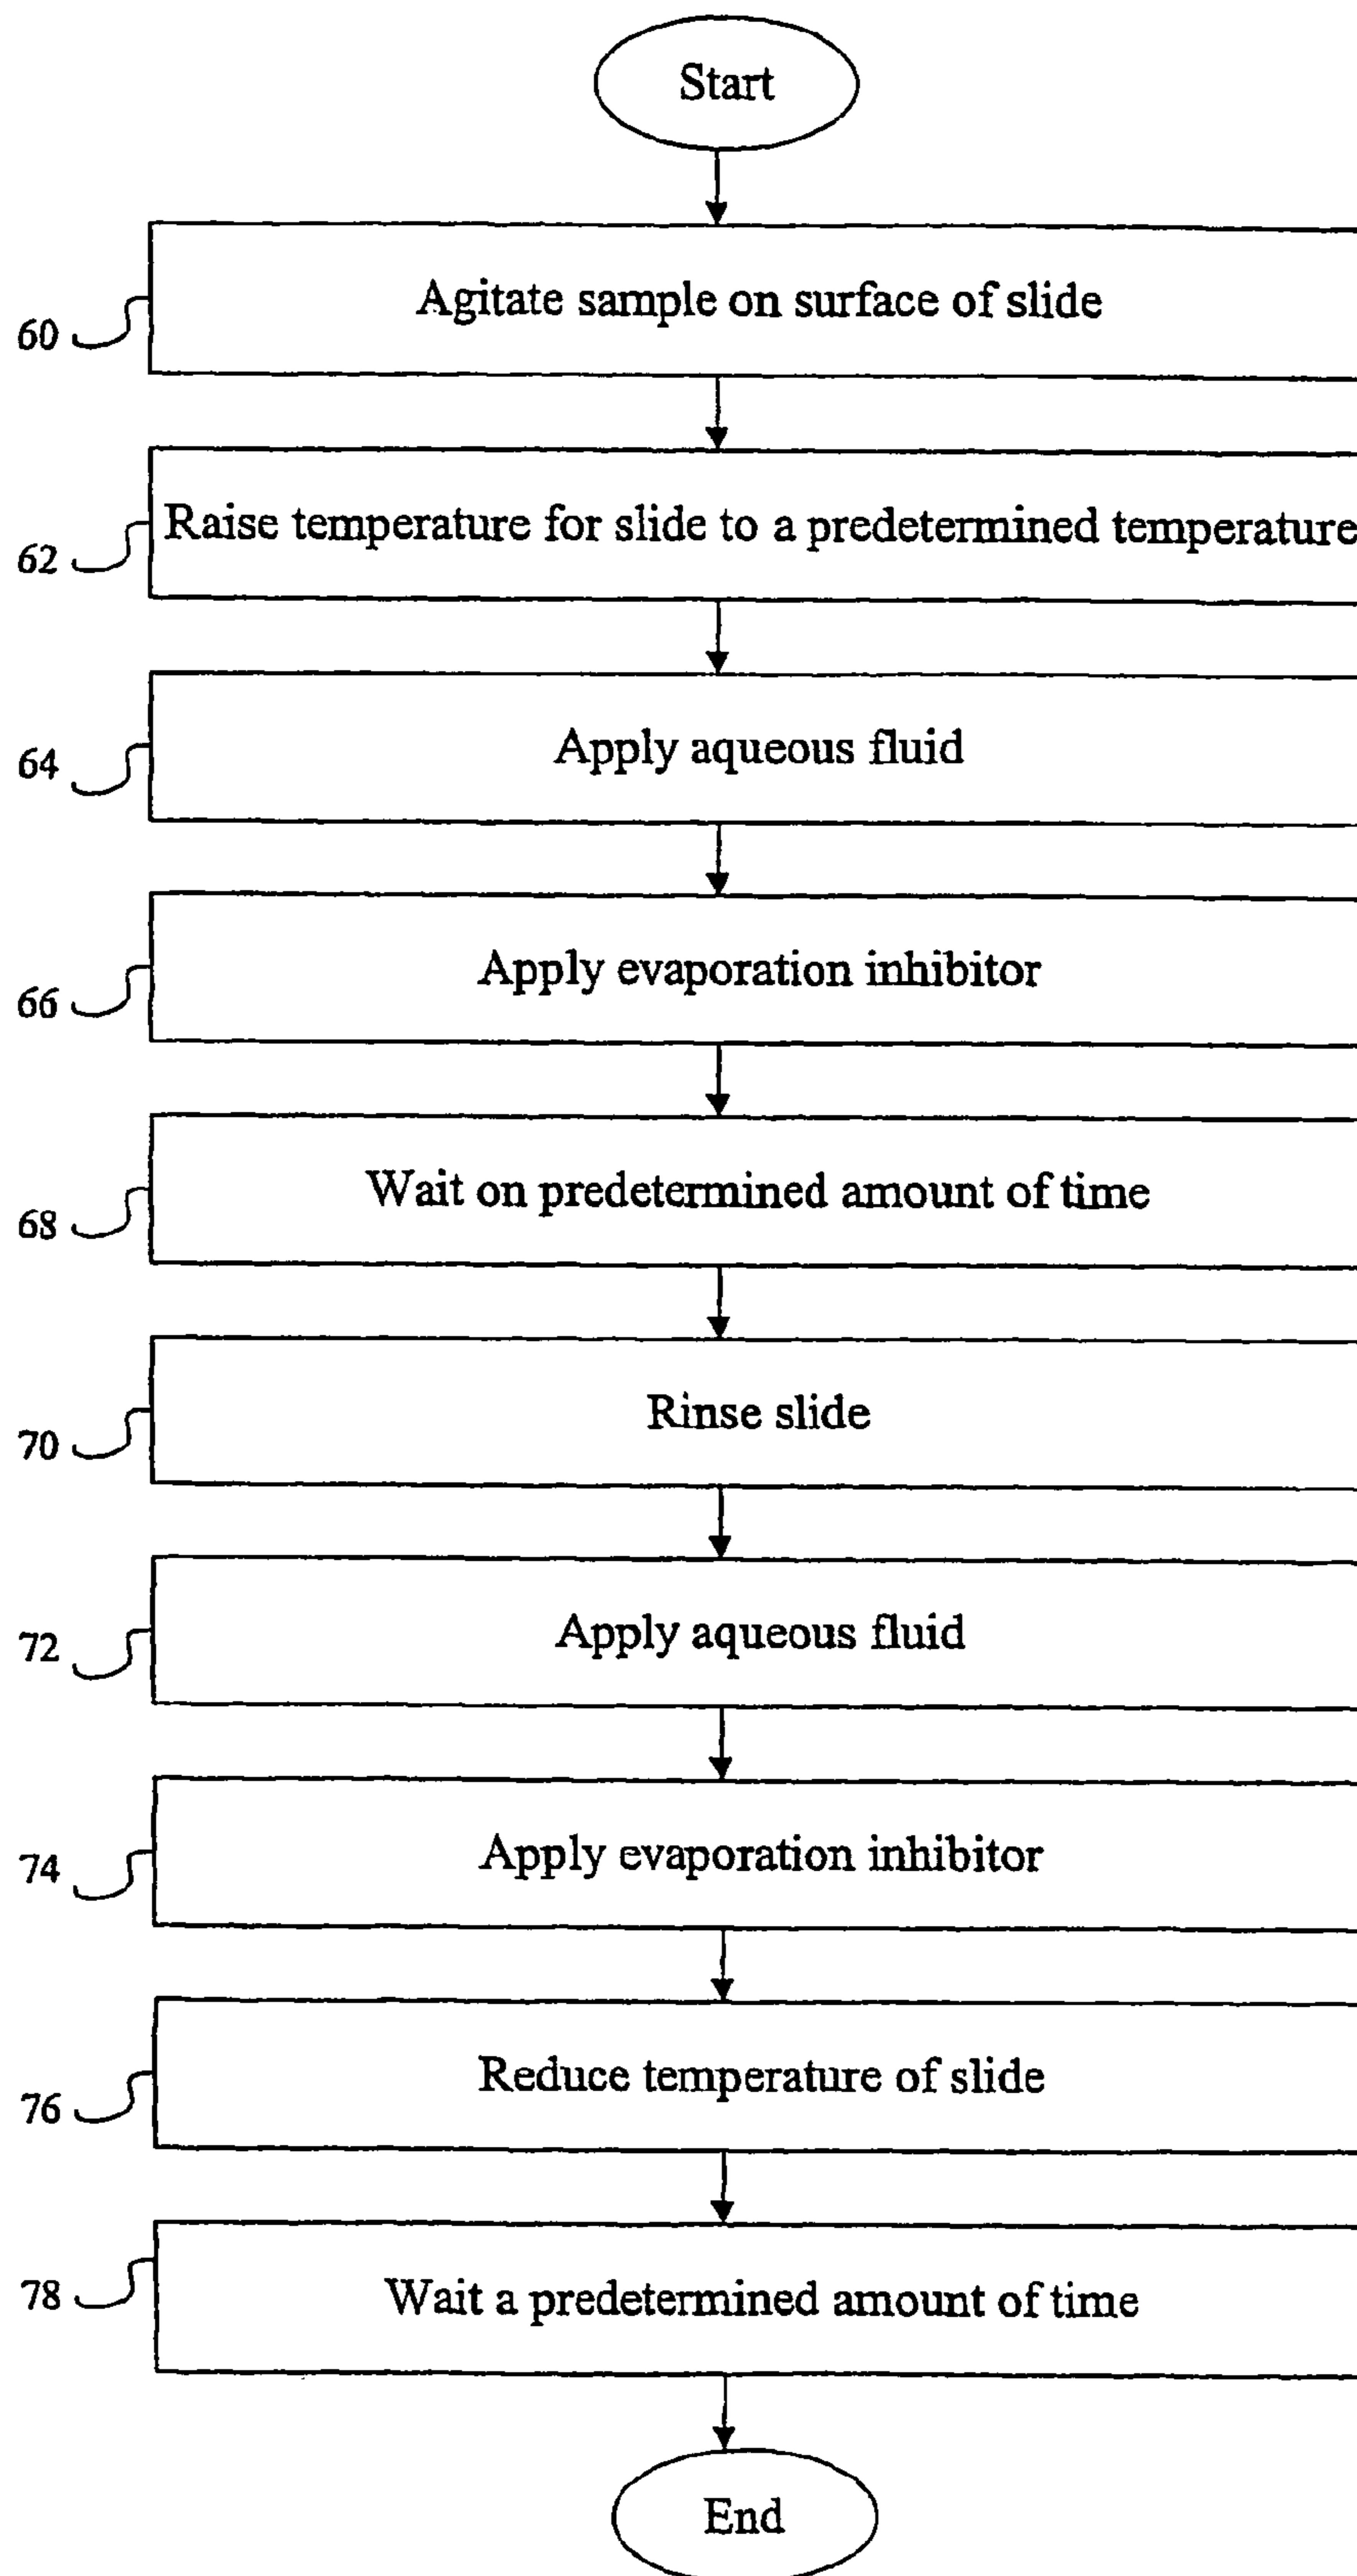 Start
Agitate sample on surface of slide
60
Raise temperature for slide to a predetermined temperature
62
Apply aqueous fluid
64
Apply evaporation inhibitor
66
Wait on predetermined amount of time
68
Rinse slide
70
Apply aqueous fluid
72
Apply evaporation inhibitor
74
Reduce temperature of slide
76
Wait a predetermined amount of time
78
End